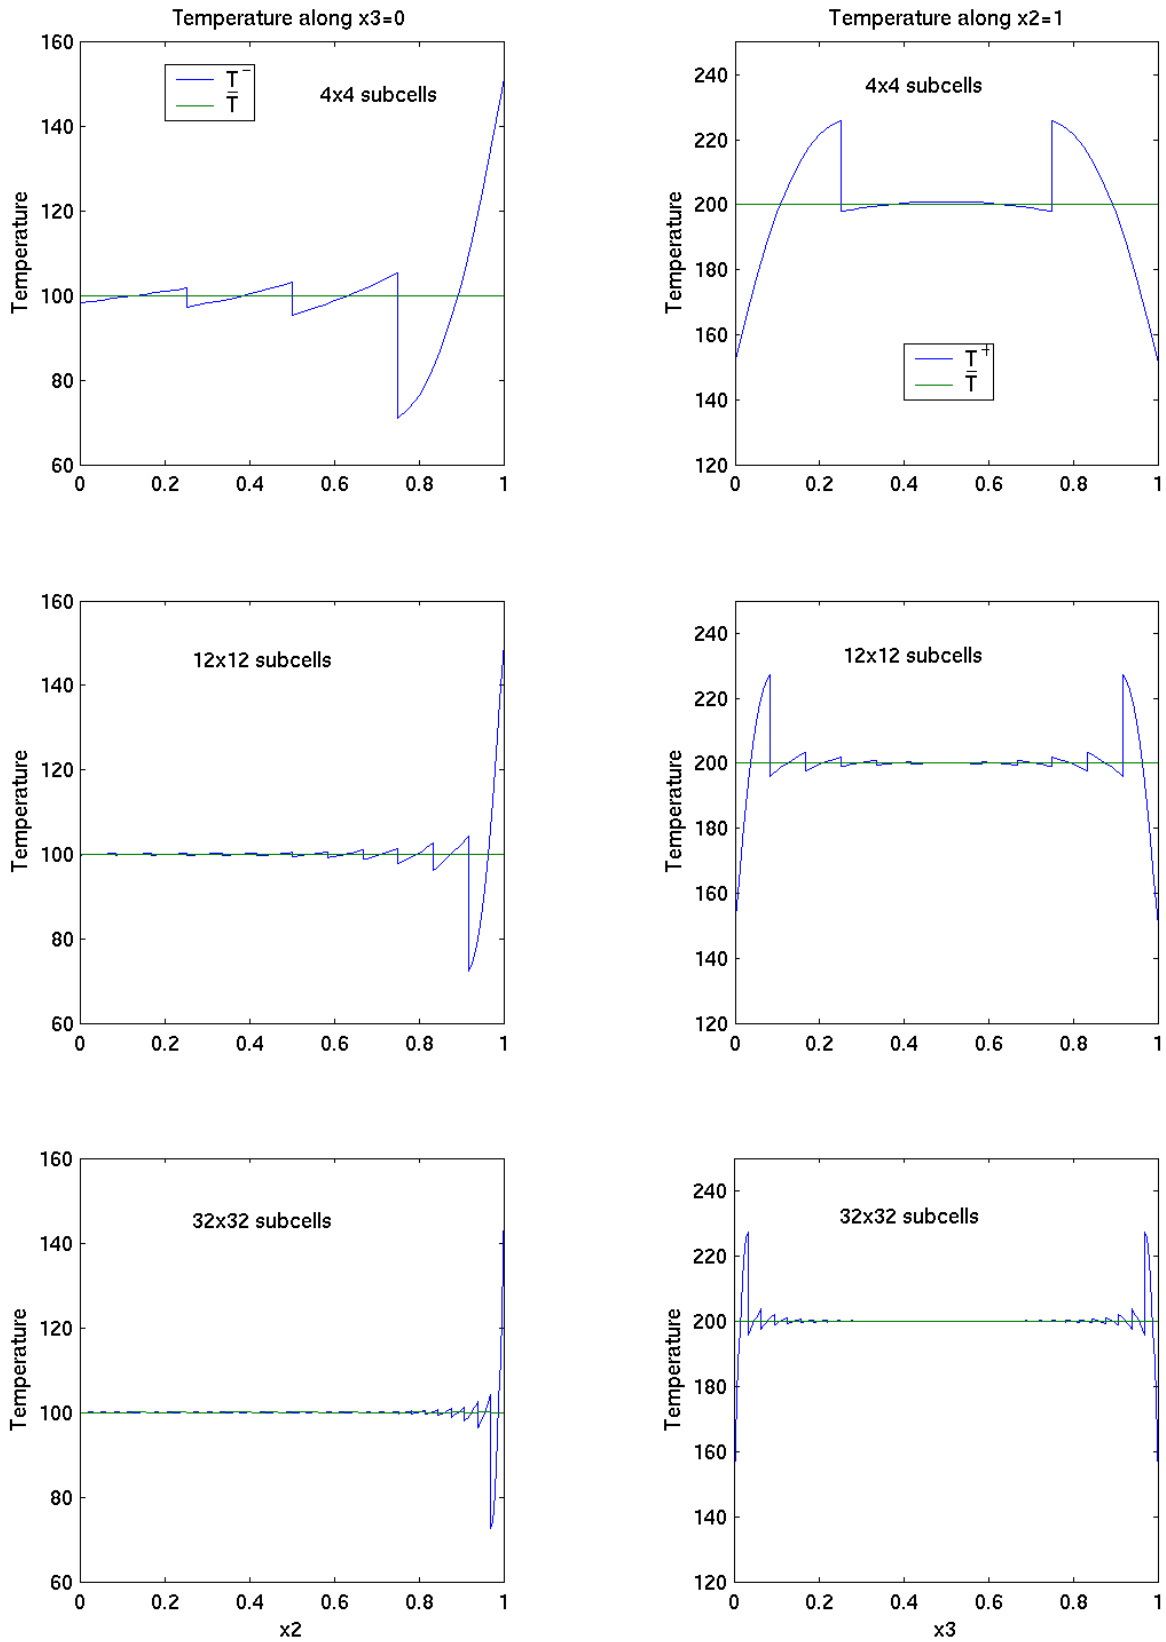 Temperature along x3=0
160
140
120
100
80
60
Temperature
T⁻
T̅
4x4 subcells
0 0.2 0.4 0.6 0.8 1
Temperature along x2=1
240
220
200
180
160
140
120
Temperature
4x4 subcells
T⁺
T̅
0 0.2 0.4 0.6 0.8 1
160
140
120
100
80
60
Temperature
12x12 subcells
0 0.2 0.4 0.6 0.8 1
240
220
200
180
160
140
120
Temperature
12x12 subcells
0 0.2 0.4 0.6 0.8 1
160
140
120
100
80
60
Temperature
32x32 subcells
0 0.2 0.4 0.6 0.8 1
x2
240
220
200
180
160
140
120
Temperature
32x32 subcells
0 0.2 0.4 0.6 0.8 1
x3